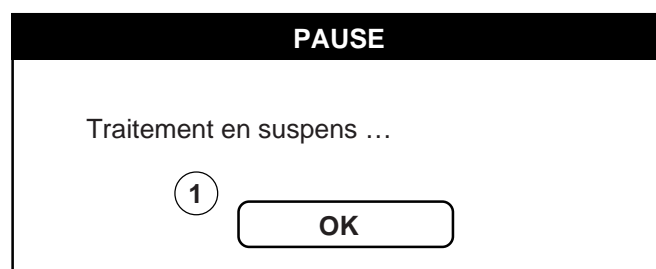 PAUSE
Traitement en suspens …
1
OK